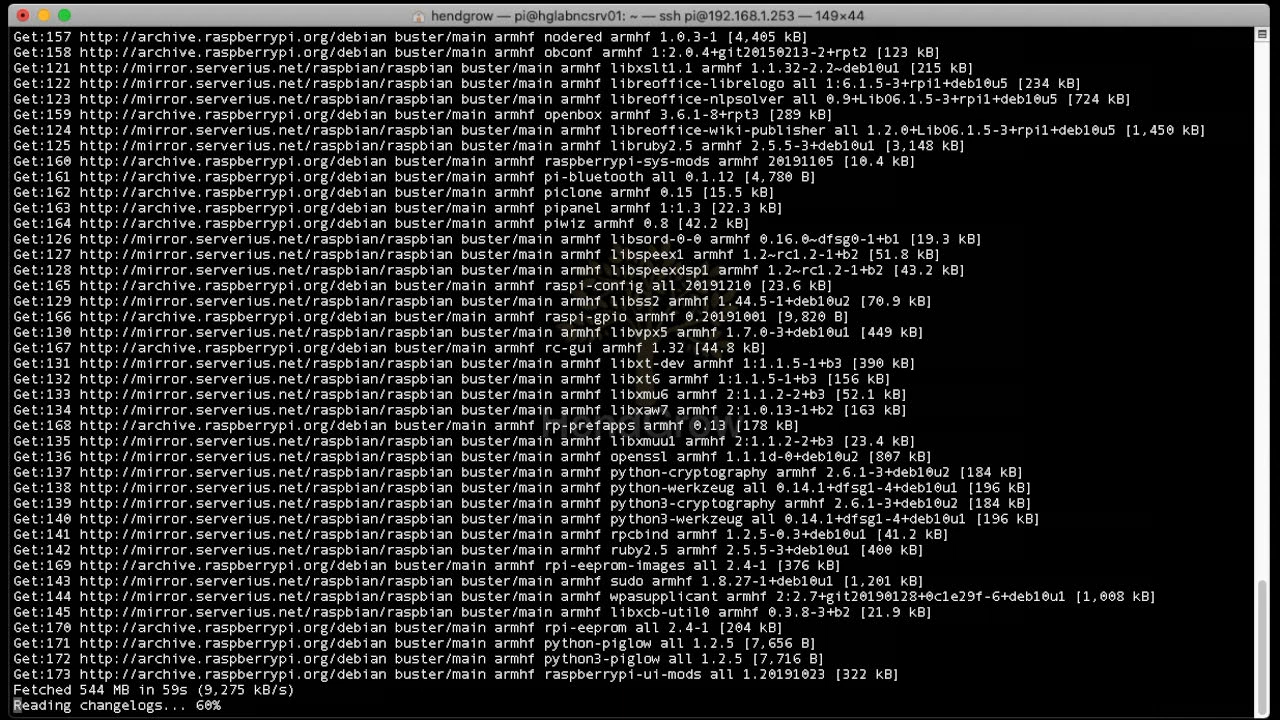 hendgrow — pi@hglabncsrv01: ~ — ssh pi@192.168.1.253 — 149×44
Get:157 http://archive.raspberrypi.org/debian buster/main armhf nodered armhf 1.0.3-1 [4,405 kB]
Get:158 http://archive.raspberrypi.org/debian buster/main armhf obconf armhf 1:2.0.4+git20150213-2+rpt2 [123 kB]
Get:121 http://mirror.serverius.net/raspbian/raspbian buster/main armhf libxslt1.1 armhf 1.1.32-2.2~deb10u1 [215 kB]
Get:122 http://mirror.serverius.net/raspbian/raspbian buster/main armhf libreoffice-librelogo all 1:6.1.5-3+rpi1+deb10u5 [234 kB]
Get:123 http://mirror.serverius.net/raspbian/raspbian buster/main armhf libreoffice-nlpsolver all 0.9+LibO6.1.5-3+rpi1+deb10u5 [724 kB]
Get:159 http://archive.raspberrypi.org/debian buster/main armhf openbox armhf 3.6.1-8+rpt3 [289 kB]
Get:124 http://mirror.serverius.net/raspbian/raspbian buster/main armhf libreoffice-wiki-publisher all 1.2.0+LibO6.1.5-3+rpi1+deb10u5 [1,450 kB]
Get:125 http://mirror.serverius.net/raspbian/raspbian buster/main armhf libruby2.5 armhf 2.5.5-3+deb10u1 [3,148 kB]
Get:160 http://archive.raspberrypi.org/debian buster/main armhf raspberrypi-sys-mods armhf 20191105 [10.4 kB]
Get:161 http://archive.raspberrypi.org/debian buster/main armhf pi-bluetooth all 0.1.12 [4,780 B]
Get:162 http://archive.raspberrypi.org/debian buster/main armhf piclone armhf 0.15 [15.5 kB]
Get:163 http://archive.raspberrypi.org/debian buster/main armhf pipanel armhf 1:1.3 [22.3 kB]
Get:164 http://archive.raspberrypi.org/debian buster/main armhf piwiz armhf 0.8 [42.2 kB]
Get:126 http://mirror.serverius.net/raspbian/raspbian buster/main armhf libsord-0-0 armhf 0.16.0~dfsg0-1+b1 [19.3 kB]
Get:127 http://mirror.serverius.net/raspbian/raspbian buster/main armhf libspeex1 armhf 1.2~rc1.2-1+b2 [51.8 kB]
Get:128 http://mirror.serverius.net/raspbian/raspbian buster/main armhf libspeexdsp1 armhf 1.2~rc1.2-1+b2 [43.2 kB]
Get:165 http://archive.raspberrypi.org/debian buster/main armhf raspi-config all 20191210 [23.6 kB]
Get:129 http://mirror.serverius.net/raspbian/raspbian buster/main armhf libss2 armhf 1.44.5-1+deb10u2 [70.9 kB]
Get:166 http://archive.raspberrypi.org/debian buster/main armhf raspi-gpio armhf 0.20191001 [9,820 B]
Get:130 http://mirror.serverius.net/raspbian/raspbian buster/main armhf libvpx5 armhf 1.7.0-3+deb10u1 [449 kB]
Get:167 http://archive.raspberrypi.org/debian buster/main armhf rc-gui armhf 1.32 [44.8 kB]
Get:131 http://mirror.serverius.net/raspbian/raspbian buster/main armhf libxt-dev armhf 1:1.1.5-1+b3 [390 kB]
Get:132 http://mirror.serverius.net/raspbian/raspbian buster/main armhf libxt6 armhf 1:1.1.5-1+b3 [156 kB]
Get:133 http://mirror.serverius.net/raspbian/raspbian buster/main armhf libxmu6 armhf 2:1.1.2-2+b3 [52.1 kB]
Get:134 http://mirror.serverius.net/raspbian/raspbian buster/main armhf libxaw7 armhf 2:1.0.13-1+b2 [163 kB]
Get:168 http://archive.raspberrypi.org/debian buster/main armhf rp-prefapps armhf 0.13 [178 kB]
HendGrow
Get:135 http://mirror.serverius.net/raspbian/raspbian buster/main armhf libxmuu1 armhf 2:1.1.2-2+b3 [23.4 kB]
Get:136 http://mirror.serverius.net/raspbian/raspbian buster/main armhf openssl armhf 1.1.1d-0+deb10u2 [807 kB]
Get:137 http://mirror.serverius.net/raspbian/raspbian buster/main armhf python-cryptography armhf 2.6.1-3+deb10u2 [184 kB]
Get:138 http://mirror.serverius.net/raspbian/raspbian buster/main armhf python-werkzeug all 0.14.1+dfsg1-4+deb10u1 [196 kB]
Get:139 http://mirror.serverius.net/raspbian/raspbian buster/main armhf python3-cryptography armhf 2.6.1-3+deb10u2 [184 kB]
Get:140 http://mirror.serverius.net/raspbian/raspbian buster/main armhf python3-werkzeug all 0.14.1+dfsg1-4+deb10u1 [196 kB]
Get:141 http://mirror.serverius.net/raspbian/raspbian buster/main armhf rpcbind armhf 1.2.5-0.3+deb10u1 [41.2 kB]
Get:142 http://mirror.serverius.net/raspbian/raspbian buster/main armhf ruby2.5 armhf 2.5.5-3+deb10u1 [400 kB]
Get:169 http://archive.raspberrypi.org/debian buster/main armhf rpi-eeprom-images all 2.4-1 [376 kB]
Get:143 http://mirror.serverius.net/raspbian/raspbian buster/main armhf sudo armhf 1.8.27-1+deb10u1 [1,201 kB]
Get:144 http://mirror.serverius.net/raspbian/raspbian buster/main armhf wpasupplicant armhf 2:2.7+git20190128+0c1e29f-6+deb10u1 [1,008 kB]
Get:145 http://mirror.serverius.net/raspbian/raspbian buster/main armhf libxcb-util0 armhf 0.3.8-3+b2 [21.9 kB]
Get:170 http://archive.raspberrypi.org/debian buster/main armhf rpi-eeprom all 2.4-1 [204 kB]
Get:171 http://archive.raspberrypi.org/debian buster/main armhf python-piglow all 1.2.5 [7,656 B]
Get:172 http://archive.raspberrypi.org/debian buster/main armhf python3-piglow all 1.2.5 [7,716 B]
Get:173 http://archive.raspberrypi.org/debian buster/main armhf raspberrypi-ui-mods all 1.20191023 [322 kB]
Fetched 544 MB in 59s (9,275 kB/s)
Reading changelogs... 60%